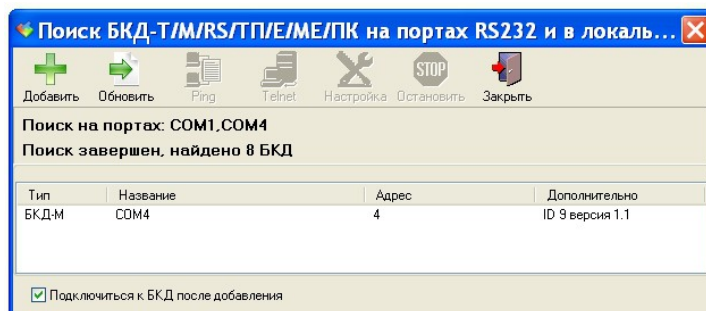 Поиск БКД-Т/М/RS/ТП/Е/МЕ/ПК на портах RS232 и в локаль...
Добавить Обновить Ping Telnet Настройка Остановить Закрыть
STOP
Поиск на портах: COM1,COM4
Поиск завершен, найдено 8 БКД
Тип Название Адрес Дополнительно
БКД-М COM4 4 ID 9 версия 1.1
Подключиться к БКД после добавления